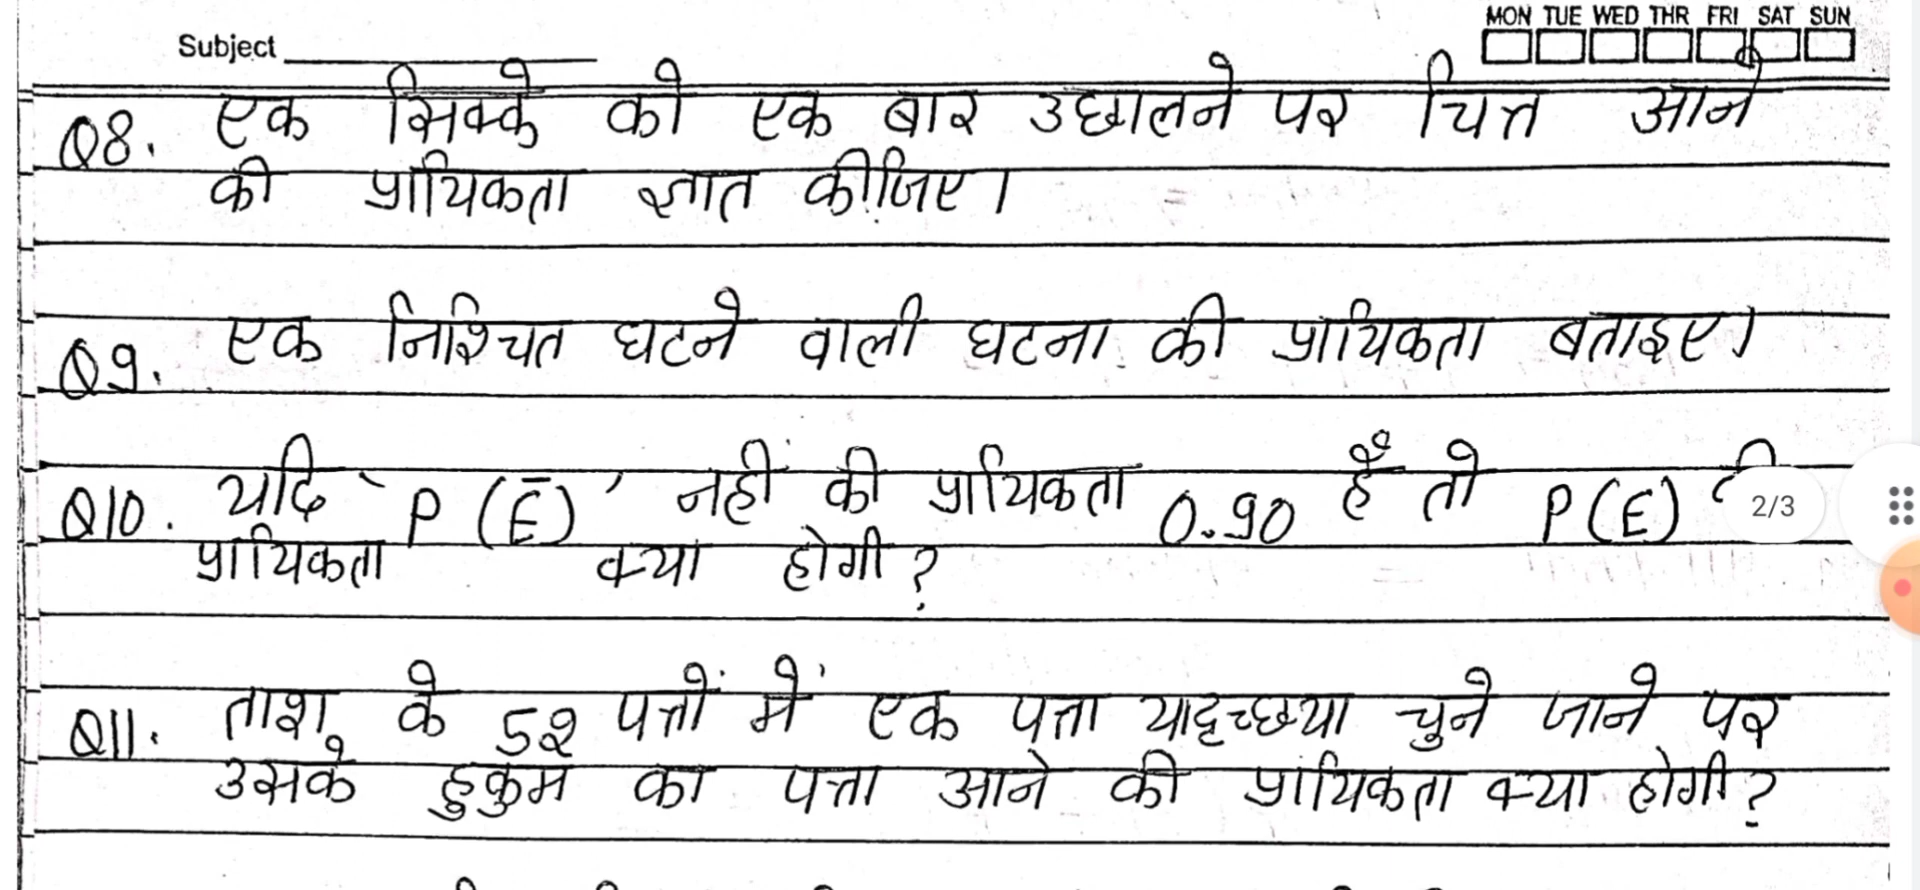 MON TUE WED THR FRI SAT SUN
Subject
Q8. एक सिक्के को एक बार उछालने पर चित्त आने
की प्रायिकता ज्ञात कीजिए।
Q9. एक निश्चित घटने वाली घटना की प्रायिकता बताइए।
Q10. यदि ‵P(Ē)′ नहीं की प्रायिकता 0.90 है तो P(E)
2/3
प्रायिकता क्या होगी?
Q11. ताश के 52 पत्तों में एक पत्ता यादृच्छया चुने जाने पर
उसके हुकुम का पत्ता आने की प्रायिकता क्या होगी?